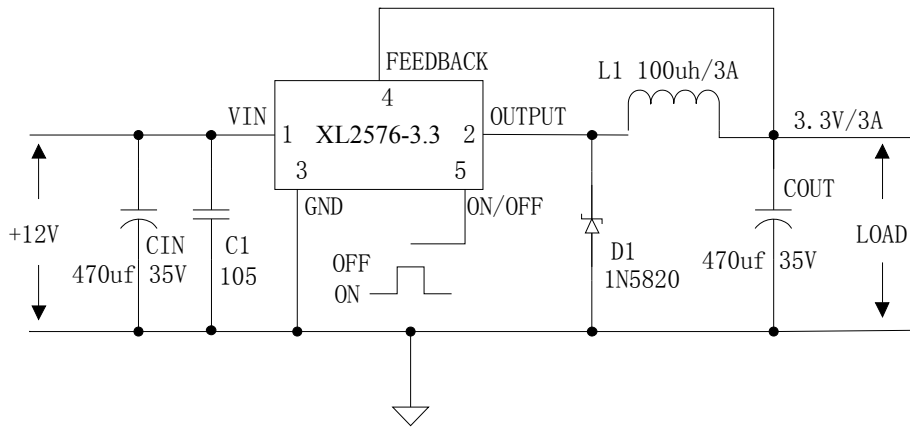 FEEDBACK
L1 100uh/3A
4
VIN
OUTPUT
3.3V/3A
1
XL2576-3.3
2
3
5
GND
ON/OFF
COUT
+12V
CIN
C1
OFF
D1
LOAD
470uf 35V
105
ON
1N5820
470uf 35V